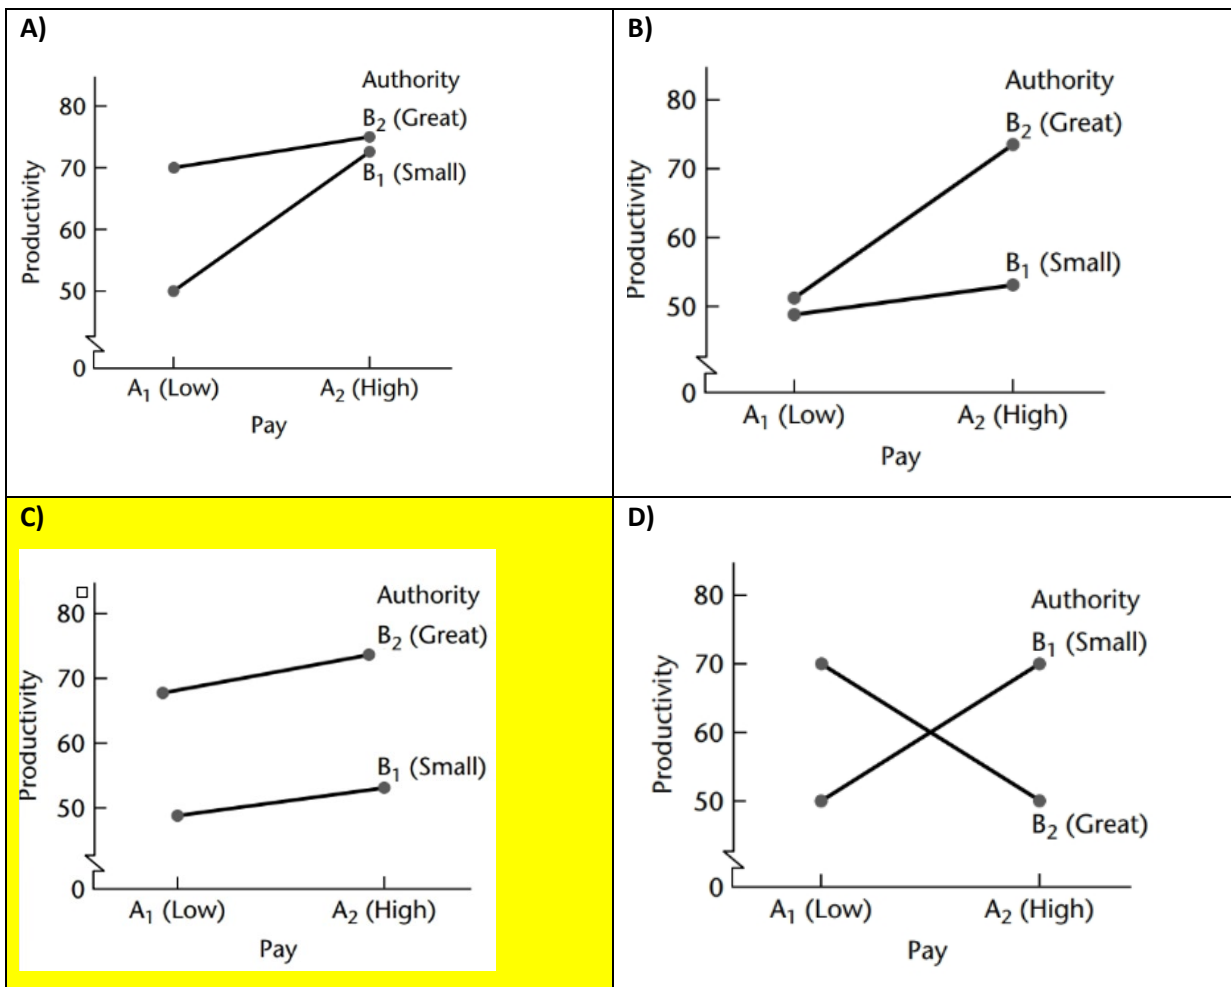 A)
Authority
80
B₂ (Great)
70
B₁ (Small)
60
50
0
Productivity
A₁ (Low)
A₂ (High)
Pay
B)
Authority
80
B₂ (Great)
70
60
B₁ (Small)
50
0
Productivity
A₁ (Low)
A₂ (High)
Pay
C)
Authority
80
B₂ (Great)
70
60
B₁ (Small)
50
0
Productivity
A₁ (Low)
A₂ (High)
Pay
D)
80
Authority
B₁ (Small)
70
60
50
B₂ (Great)
0
Productivity
A₁ (Low)
A₂ (High)
Pay